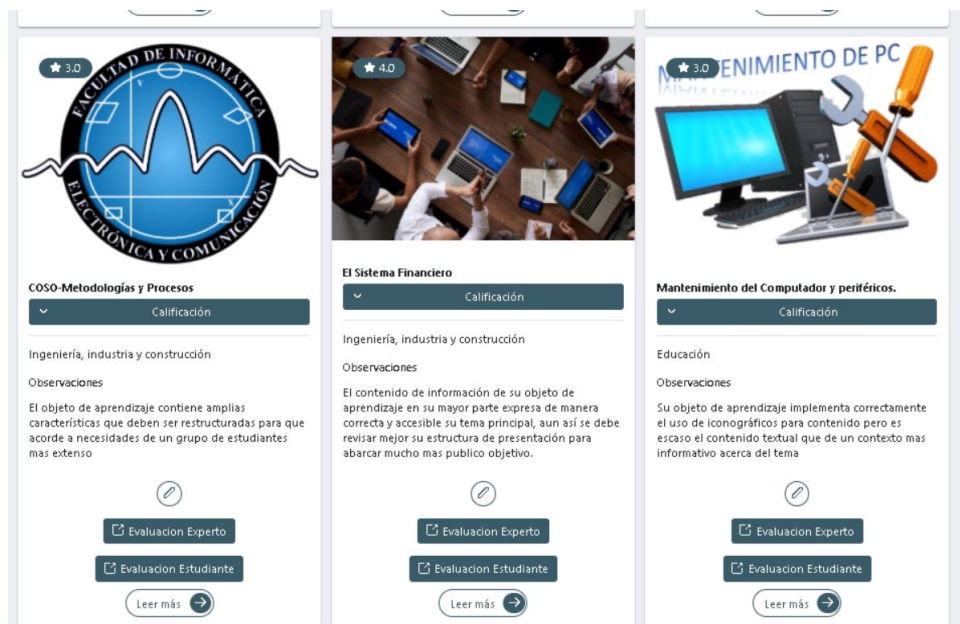 3.0
FACULTAD DE INFORMÁTICA
ELECTRÓNICA Y COMUNICACIÓN
Y
X
COSO-Metodologías y Procesos
Calificación
Ingeniería, industria y construcción
Observaciones
El objeto de aprendizaje contiene amplias
características que deben ser restructuradas para que
acorde a necesidades de un grupo de estudiantes
mas extenso
Evaluacion Experto
Evaluacion Estudiante
Leer más
4.0
El Sistema Financiero
Calificación
Ingeniería, industria y construcción
Observaciones
El contenido de información de su objeto de
aprendizaje en su mayor parte expresa de manera
correcta y accesible su tema principal, aun así se debe
revisar mejor su estructura de presentación para
abarcar mucho mas publico objetivo.
Evaluacion Experto
Evaluacion Estudiante
Leer más
3.0
ENIMIENTO DE PC
Mantenimiento del Computador y periféricos.
Calificación
Educación
Observaciones
Su objeto de aprendizaje implementa correctamente
el uso de iconográficos para contenido pero es
escaso el contenido textual que de un contexto mas
informativo acerca del tema
Evaluacion Experto
Evaluacion Estudiante
Leer más